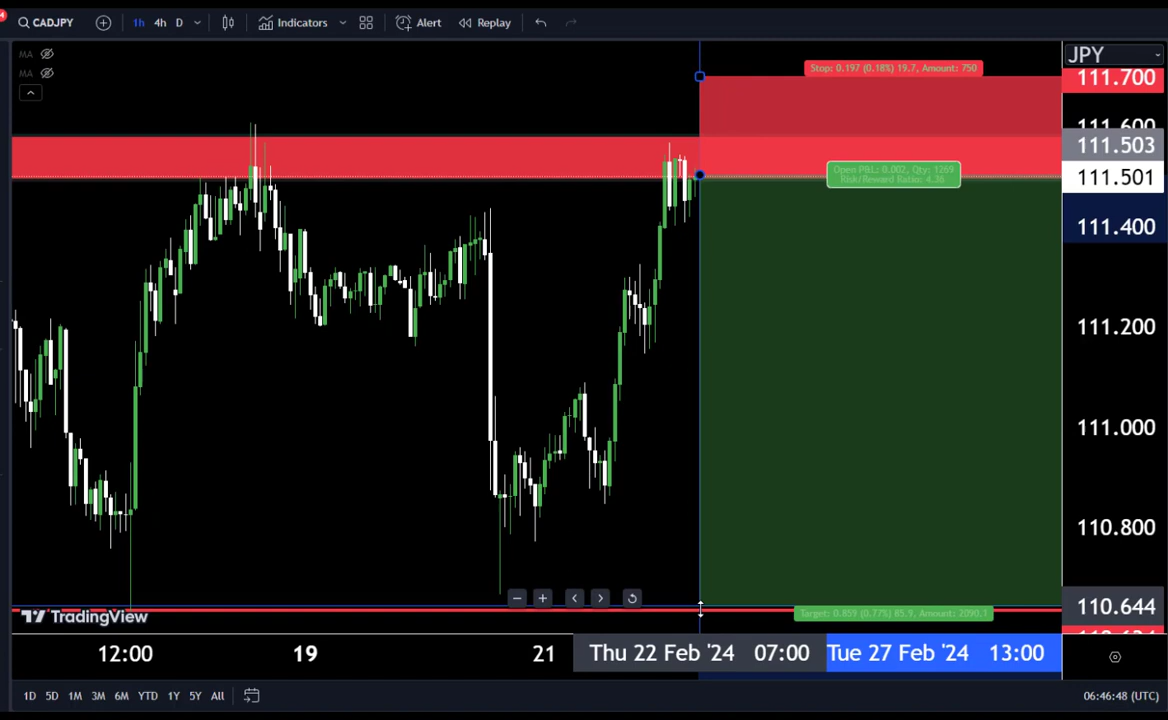 4
CADJPY 1h 4h D Indicators Alert Replay
MA
MA
Stop: 0.197 (0.18%) 19.7, Amount: 750
Open P&L: 0.002, Qty: 1269
Risk/Reward Ratio: 4.36
Target: 0.859 (0.77%) 85.9, Amount: 2090.1
JPY
111.700
111.600
111.503
111.501
111.400
111.200
111.000
110.800
110.644
TradingView
12:00 19 21 Thu 22 Feb '24 07:00 Tue 27 Feb '24 13:00
1D 5D 1M 3M 6M YTD 1Y 5Y All 06:46:48 (UTC)